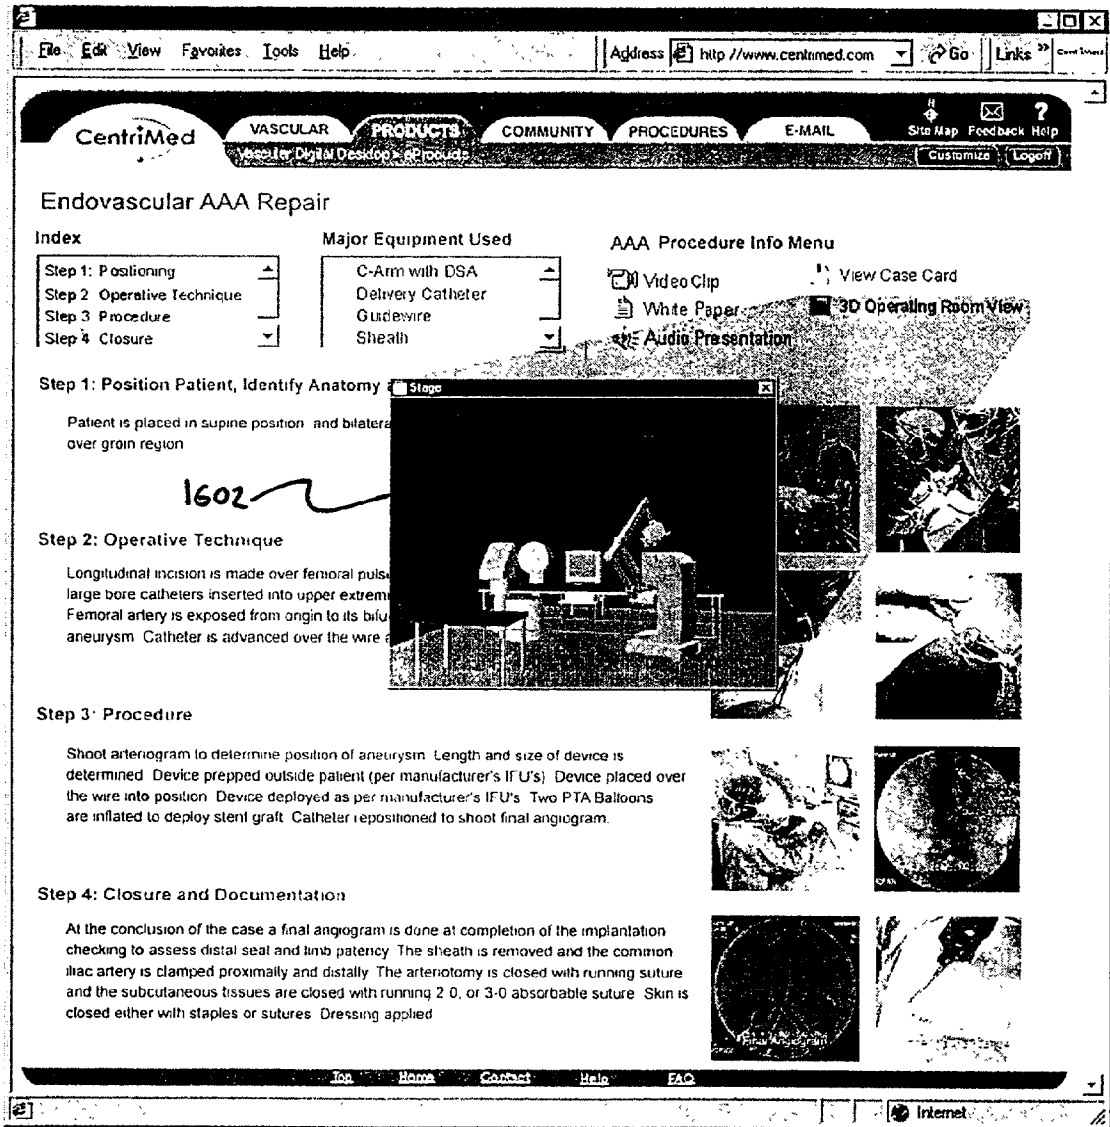 File Edit View Favorites Tools Help Address http //www.centrimed.com Go Links »
CentriMed
VASCULAR PRODUCTS COMMUNITY PROCEDURES E-MAIL
Site Map Feedback Help
Vascular Digital Desktop > eProducts
Customize Logoff
Endovascular AAA Repair
Index
Step 1: Positioning
Step 2 Operative Technique
Step 3 Procedure
Step 4 Closure
Major Equipment Used
C-Arm with DSA
Delivery Catheter
Guidewire
Sheath
AAA Procedure Info Menu
Video Clip
White Paper
Audio Presentation
View Case Card
3D Operating Room View
Step 1: Position Patient, Identify Anatomy
Stage
Patient is placed in supine position and bilatera
over groin region
1602
Step 2: Operative Technique
Longitudinal incision is made over femoral puls
large bore catheters inserted into upper extrem
Femoral artery is exposed from origin to its bifu
aneurysm Catheter is advanced over the wire a
Step 3: Procedure
Shoot arteriogram to determine position of aneurysm Length and size of device is
determined Device prepped outside patient (per manufacturer's IFU's) Device placed over
the wire into position Device deployed as per manufacturer's IFU's Two PTA Balloons
are inflated to deploy stent graft Catheter repositioned to shoot final angiogram.
Step 4: Closure and Documentation
At the conclusion of the case a final angiogram is done at completion of the implantation
checking to assess distal seal and limb patency The sheath is removed and the common
iliac artery is clamped proximally and distally The arteriotomy is closed with running suture
and the subcutaneous tissues are closed with running 2 0, or 3-0 absorbable suture Skin is
closed either with staples or sutures Dressing applied
Final Angiogram
Top Home Contact Help FAQ
Internet